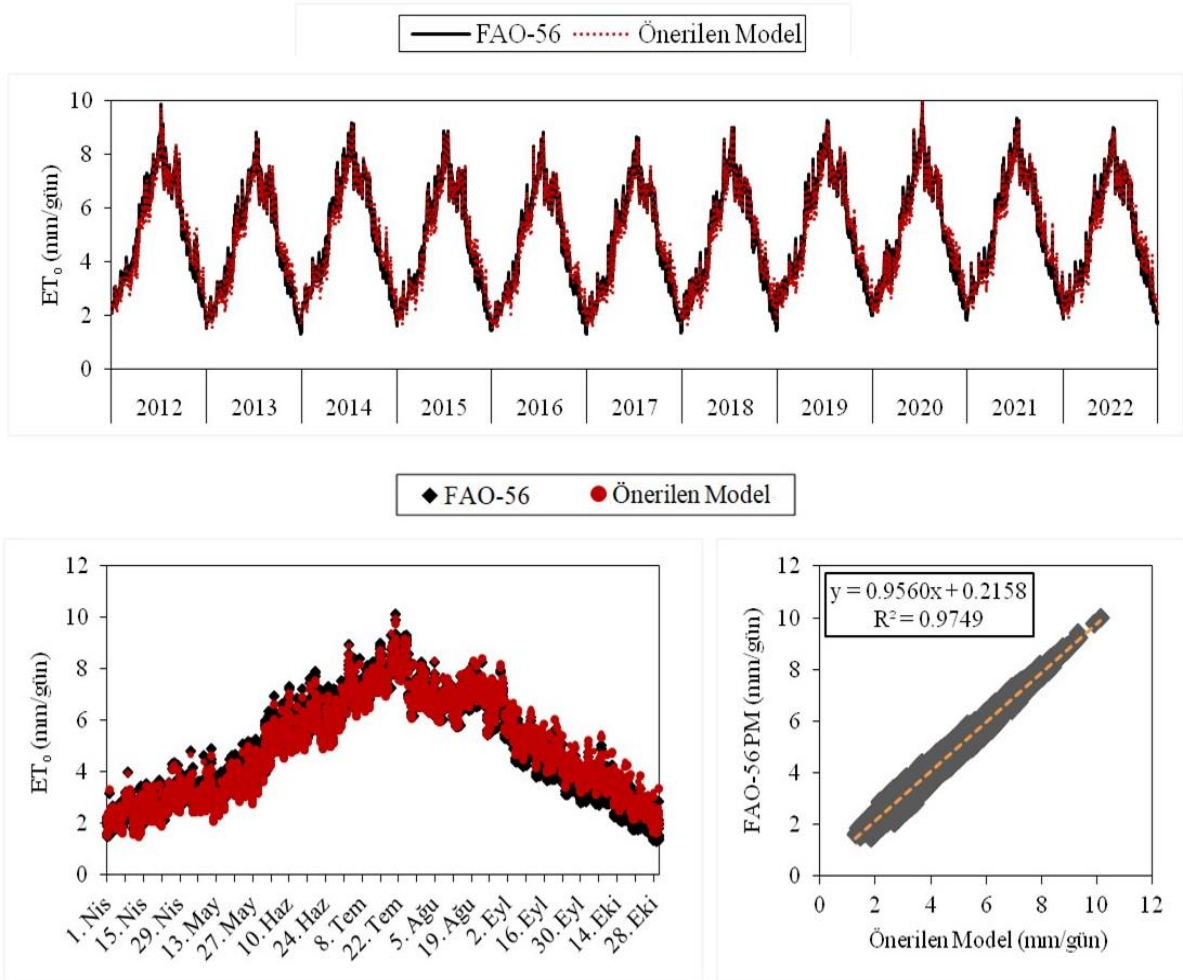 FAO-56 Önerilen Model
ET₀ (mm/gün)
10
8
6
4
2
0
2012 2013 2014 2015 2016 2017 2018 2019 2020 2021 2022
FAO-56 Önerilen Model
ET₀ (mm/gün)
12
10
8
6
4
2
0
1. Nis 15. Nis 29. Nis 13. May 27. May 10. Haz 24. Haz 8. Tem 22. Tem 5. Ağu 19. Ağu 2. Eyl 16. Eyl 30. Eyl 14. Eki 28. Eki
y = 0.9560x + 0.2158
R² = 0.9749
FAO-56 PM (mm/gün)
12
10
8
6
4
2
0
0 2 4 6 8 10 12
Önerilen Model (mm/gün)